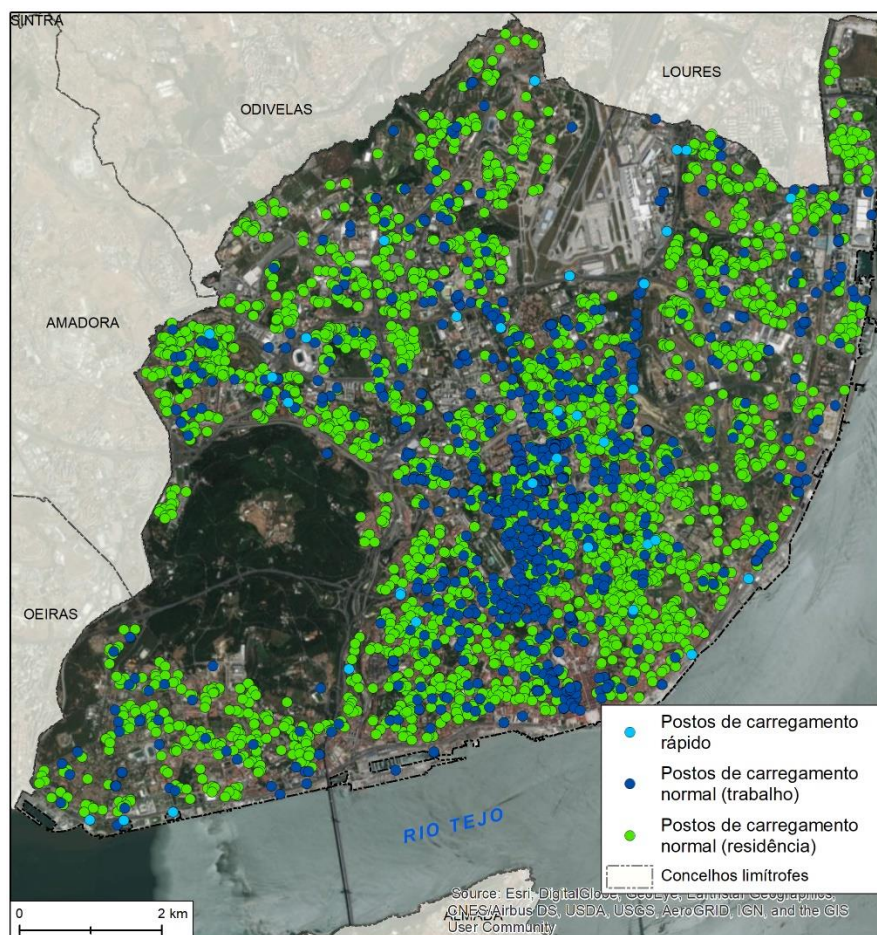 SINTRA
LOURES
ODIVELAS
AMADORA
OEIRAS
RIO TEJO
ALMADA
Postos de carregamento
rápido
Postos de carregamento
normal (trabalho)
Postos de carregamento
normal (residência)
Concelhos limítrofes
Source: Esri, DigitalGlobe, GeoEye, Earthstar Geographics,
CNES/Airbus DS, USDA, USGS, AeroGRID, IGN, and the GIS
User Community
0 2 km